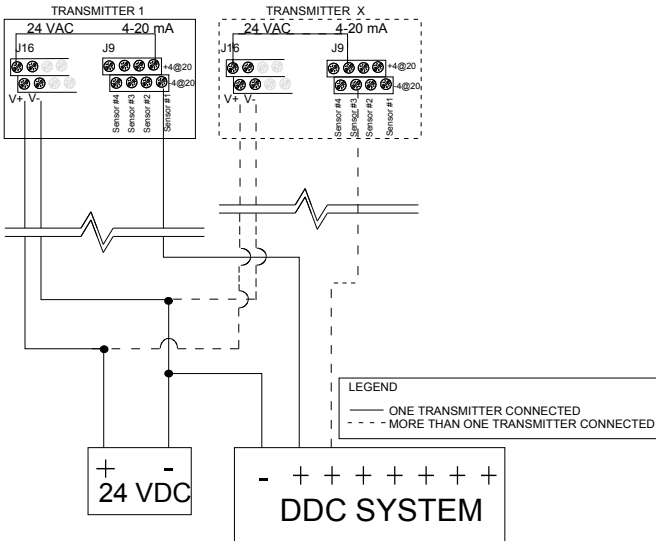 TRANSMITTER 1
24 VAC 4-20 mA
J16 J9
+4@20
-4@20
V+ V-
Sensor #4
Sensor #3
Sensor #2
Sensor #1
TRANSMITTER X
24 VAC 4-20 mA
J16 J9
+4@20
-4@20
V+ V-
Sensor #4
Sensor #3
Sensor #2
Sensor #1
LEGEND
ONE TRANSMITTER CONNECTED
MORE THAN ONE TRANSMITTER CONNECTED
+ -
24 VDC
- + + + + + + +
DDC SYSTEM